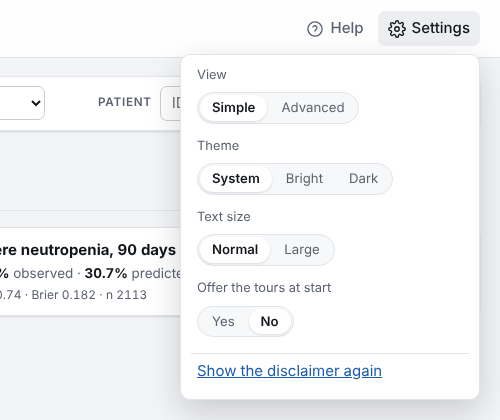 Help
Settings
View
Simple
Advanced
PATIENT
Theme
System
Bright
Dark
Text size
Normal
Large
ere neutropenia, 90 days
% observed · 30.7% predicte
0.74 · Brier 0.182 · n 2113
Offer the tours at start
Yes
No
Show the disclaimer again